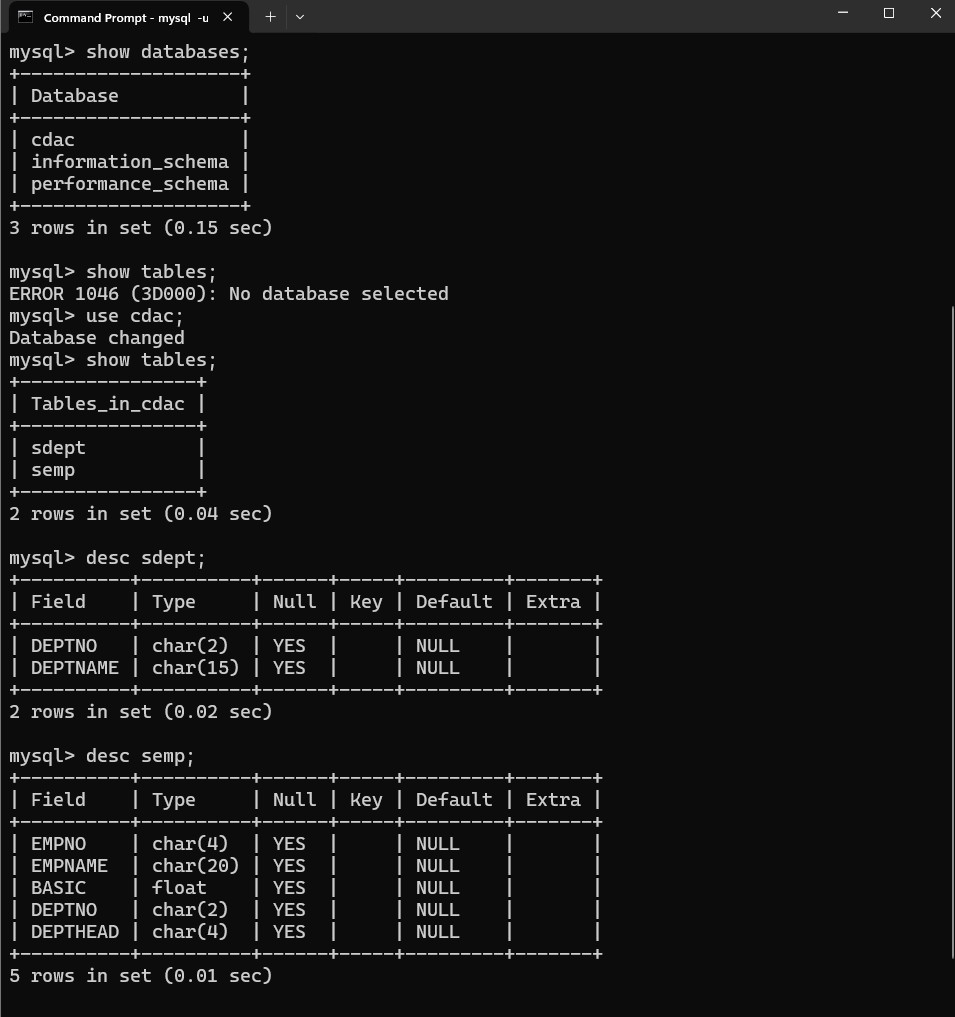 Command Prompt - mysql  -u
mysql> show databases;
+--------------------+
| Database           |
+--------------------+
| cdac               |
| information_schema |
| performance_schema |
+--------------------+
3 rows in set (0.15 sec)

mysql> show tables;
ERROR 1046 (3D000): No database selected
mysql> use cdac;
Database changed
mysql> show tables;
+----------------+
| Tables_in_cdac |
+----------------+
| sdept          |
| semp           |
+----------------+
2 rows in set (0.04 sec)

mysql> desc sdept;
+----------+----------+------+-----+---------+-------+
| Field    | Type     | Null | Key | Default | Extra |
+----------+----------+------+-----+---------+-------+
| DEPTNO   | char(2)  | YES  |     | NULL    |       |
| DEPTNAME | char(15) | YES  |     | NULL    |       |
+----------+----------+------+-----+---------+-------+
2 rows in set (0.02 sec)

mysql> desc semp;
+----------+----------+------+-----+---------+-------+
| Field    | Type     | Null | Key | Default | Extra |
+----------+----------+------+-----+---------+-------+
| EMPNO    | char(4)  | YES  |     | NULL    |       |
| EMPNAME  | char(20) | YES  |     | NULL    |       |
| BASIC    | float    | YES  |     | NULL    |       |
| DEPTNO   | char(2)  | YES  |     | NULL    |       |
| DEPTHEAD | char(4)  | YES  |     | NULL    |       |
+----------+----------+------+-----+---------+-------+
5 rows in set (0.01 sec)